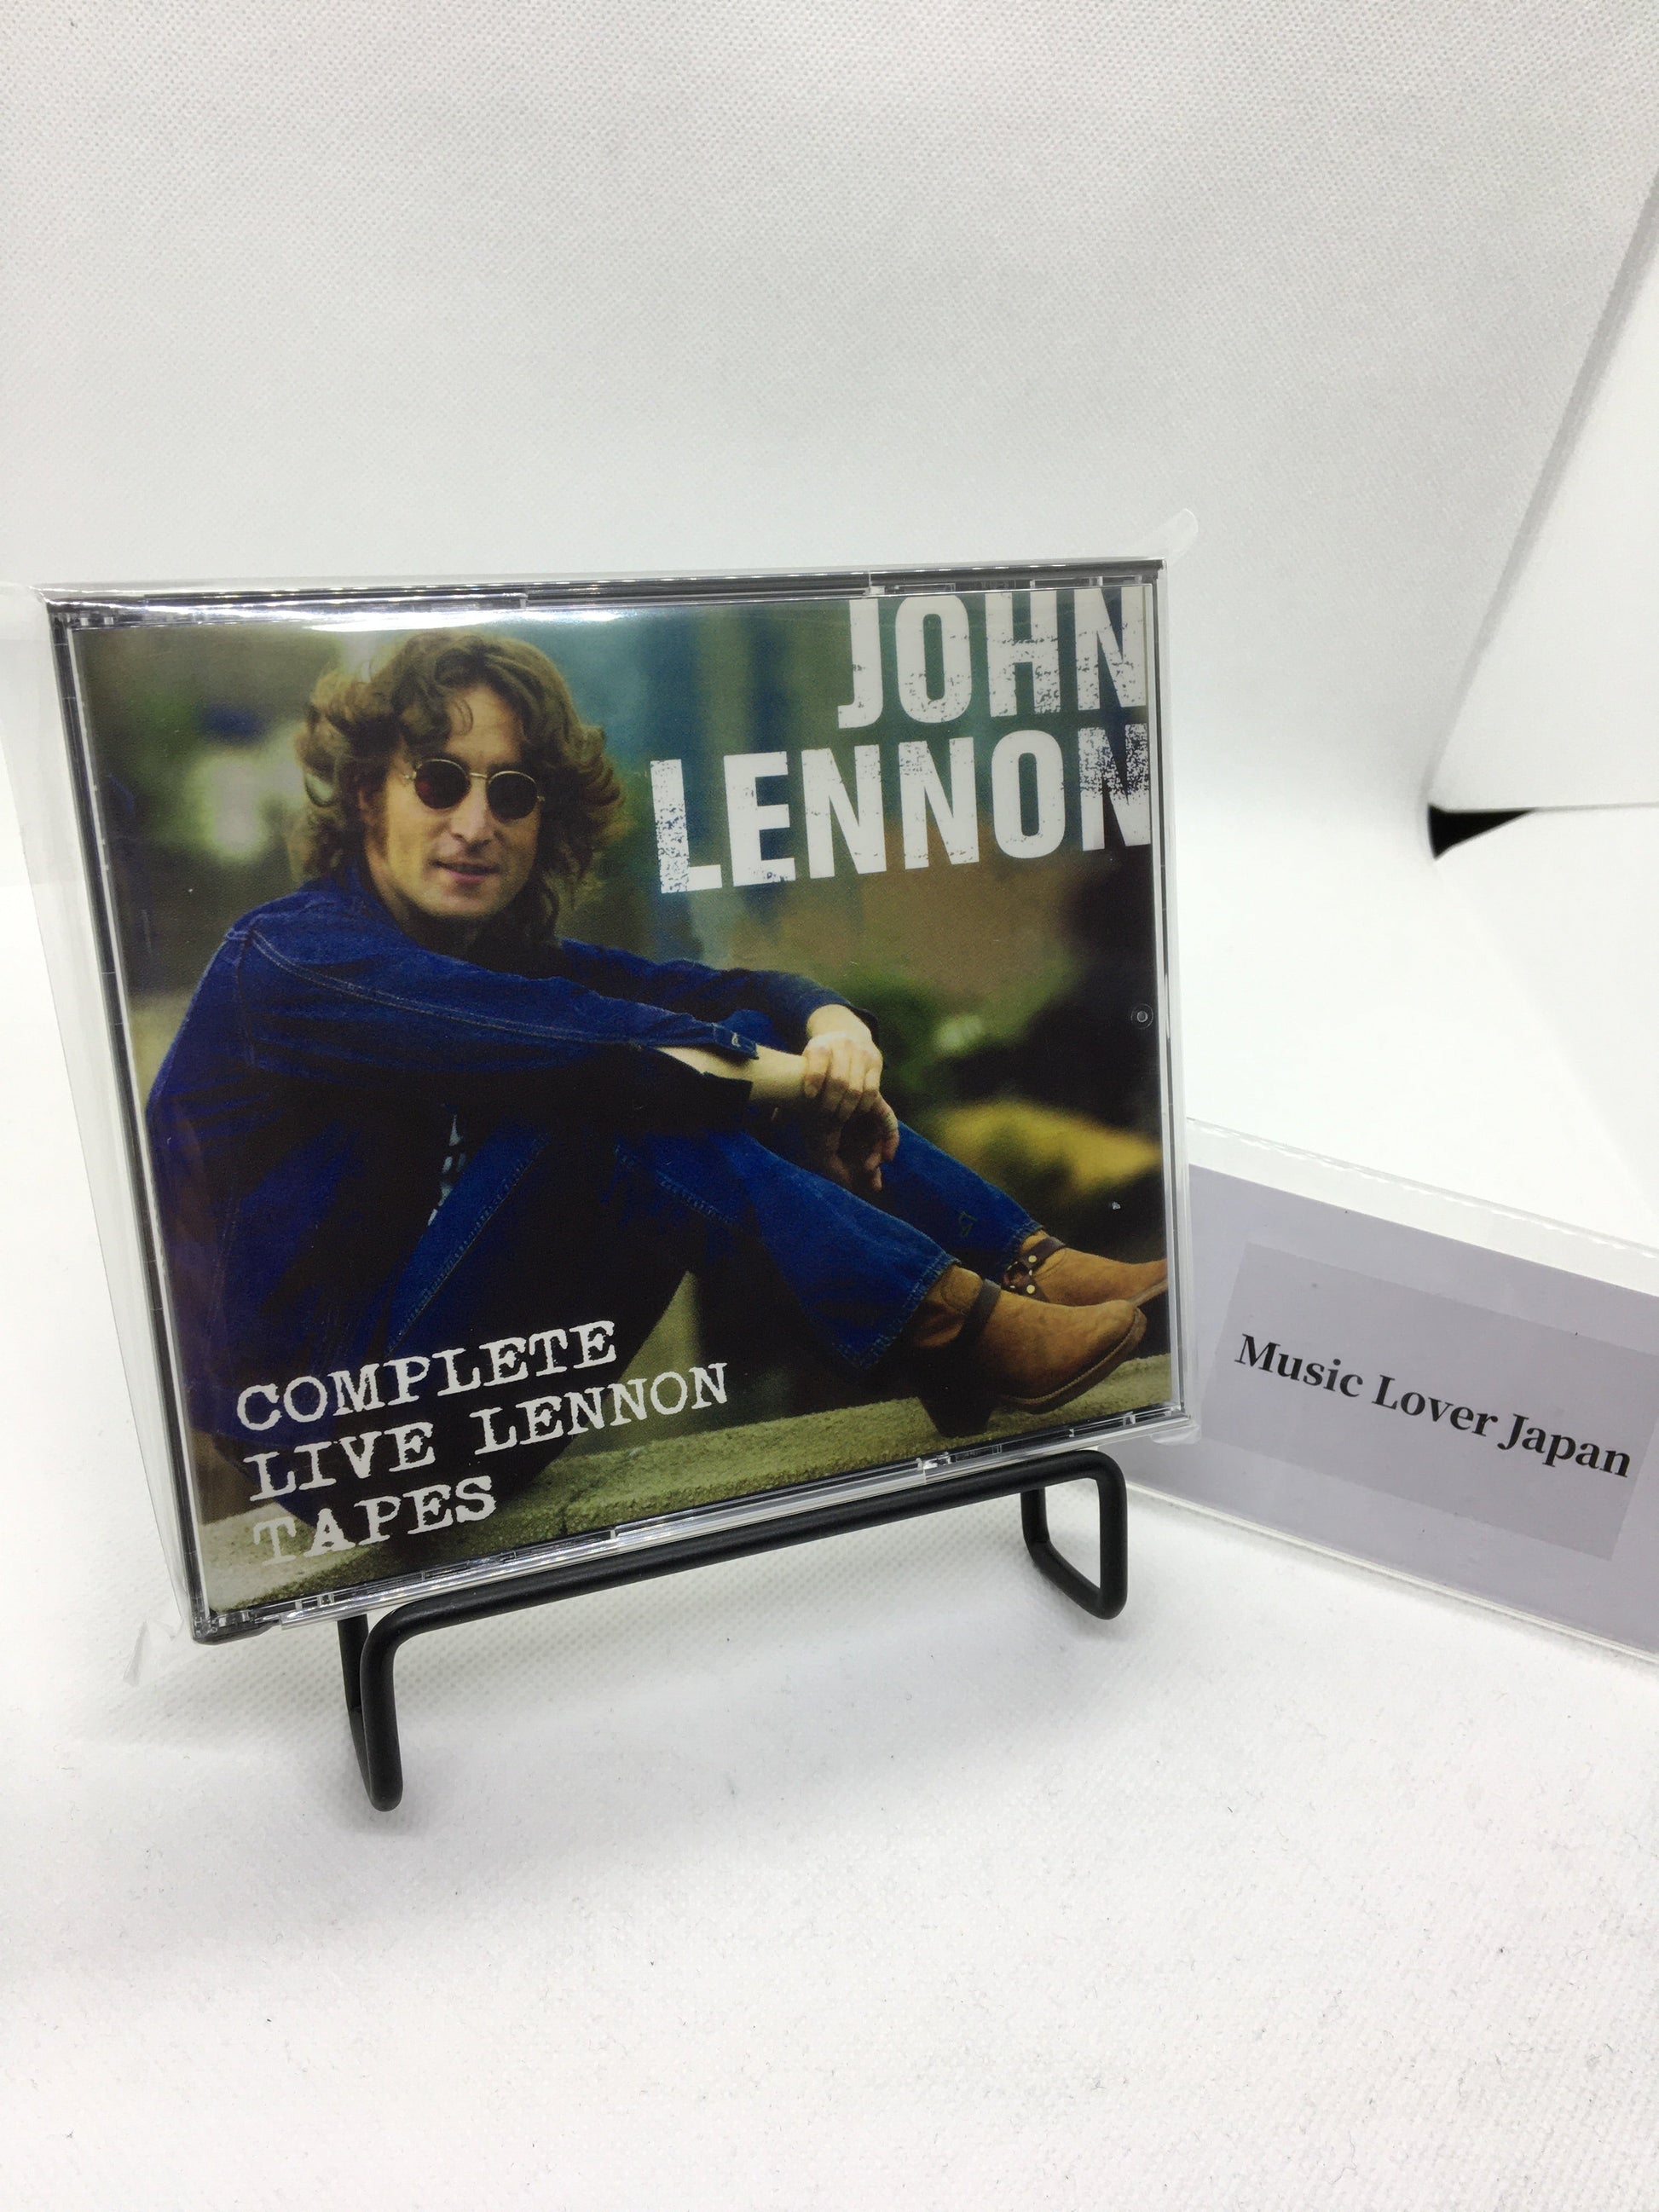 JOHN
LENNON
COMPLETE
LIVE LENNON
TAPES
Music Lover Japan